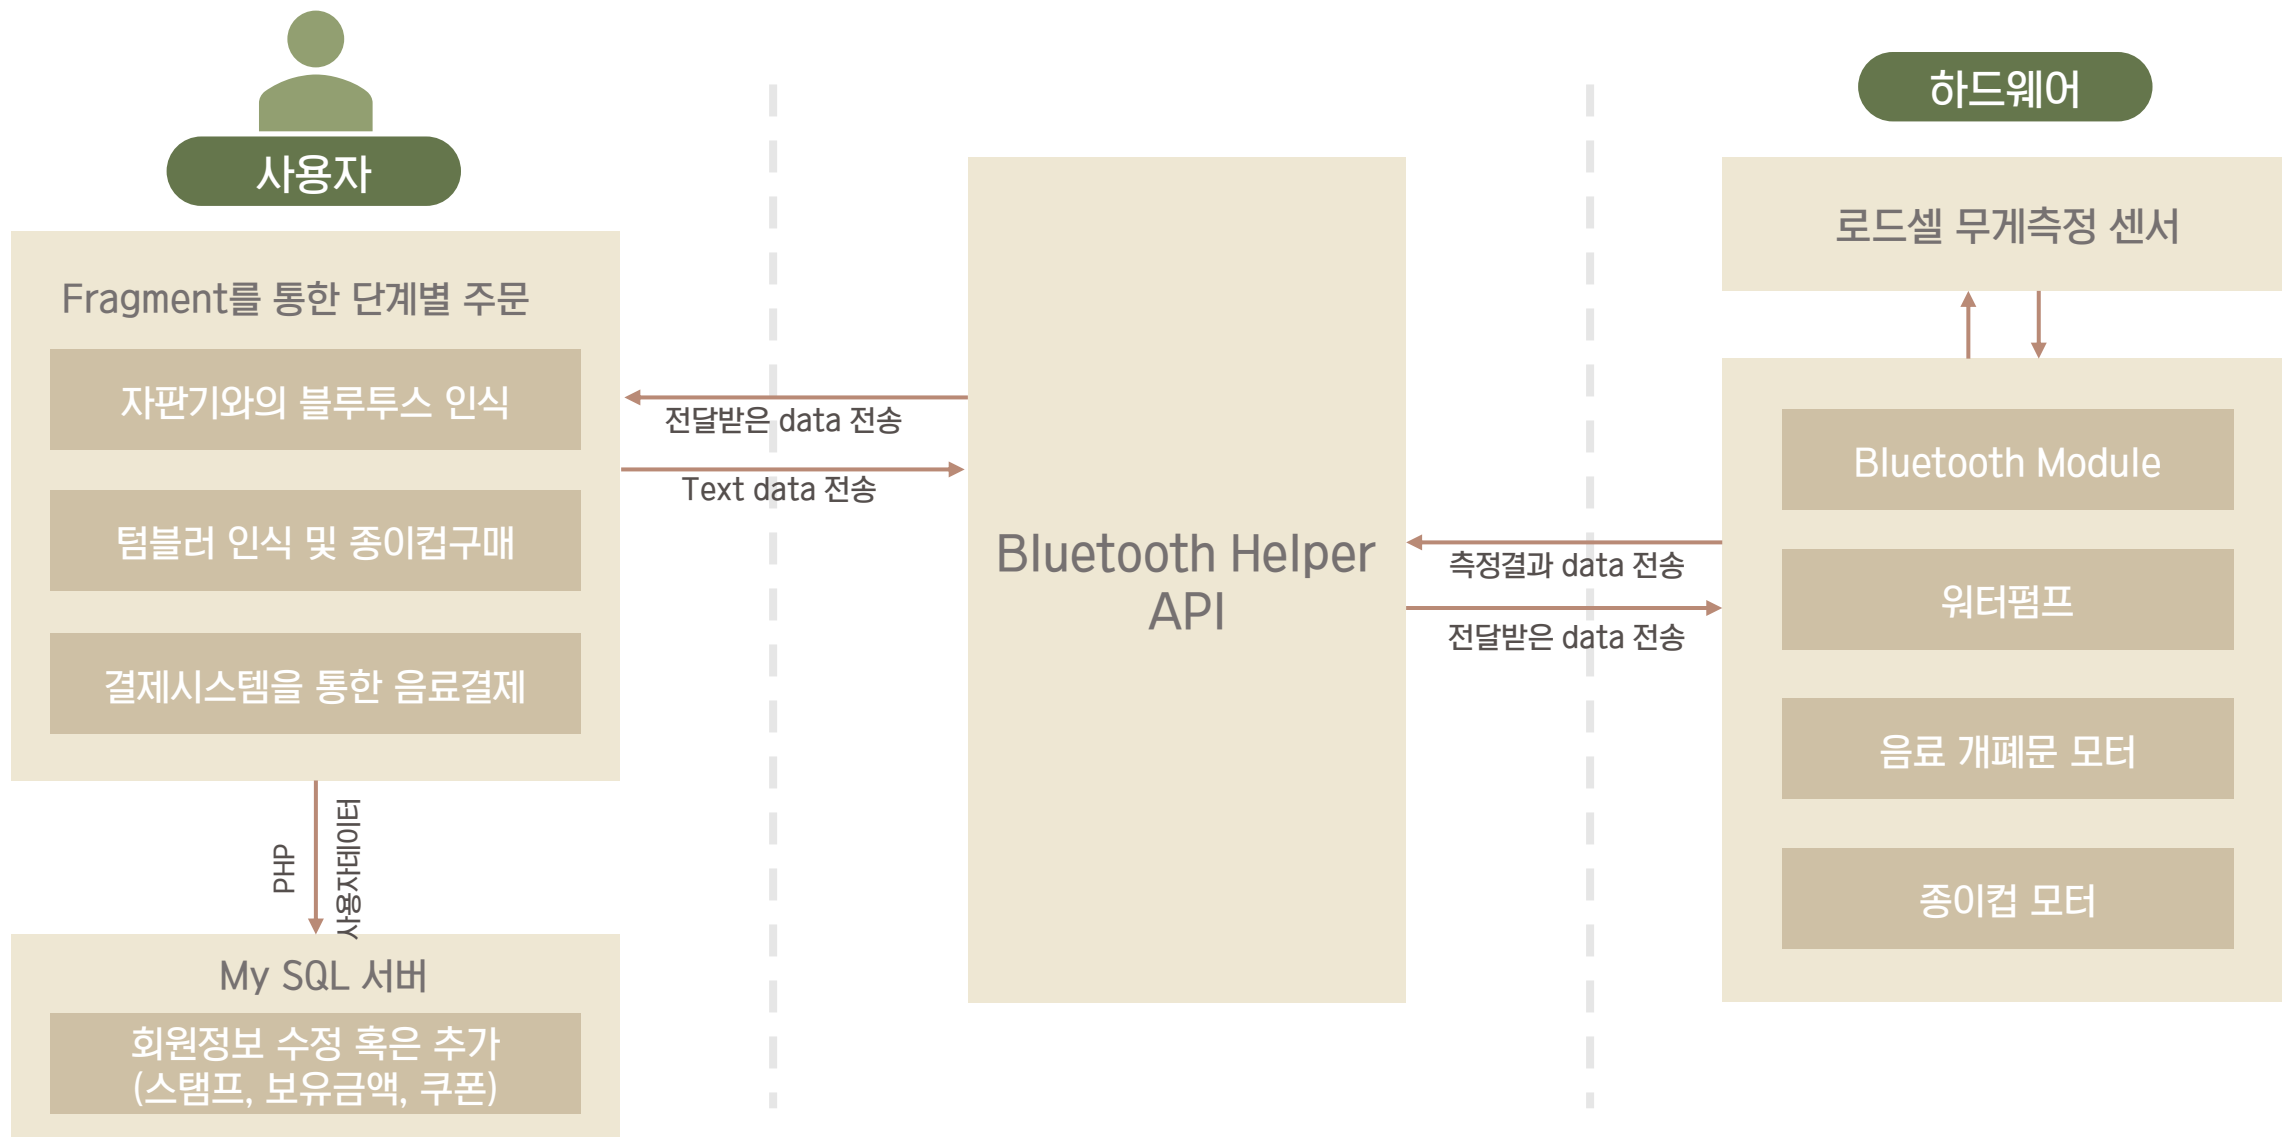 사용자
Fragment를 통한 단계별 주문
자판기와의 블루투스 인식
텀블러 인식 및 종이컵구매
결제시스템을 통한 음료결제
PHP
사용자데이터
My SQL 서버
회원정보 수정 혹은 추가
(스탬프, 보유금액, 쿠폰)
전달받은 data 전송
Text data 전송
Bluetooth Helper
API
측정결과 data 전송
전달받은 data 전송
하드웨어
로드셀 무게측정 센서
Bluetooth Module
워터펌프
음료 개폐문 모터
종이컵 모터